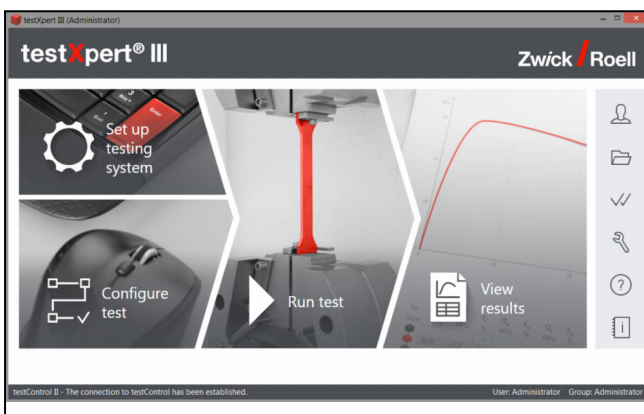 testXpert III (Administrator)
testXpert® III
Zwick / Roell
Enter
Set up
testing
system
Configure
test
Run test
View
results
testControl II - The connection to testControl has been established.
User: Administrator Group: Administrator